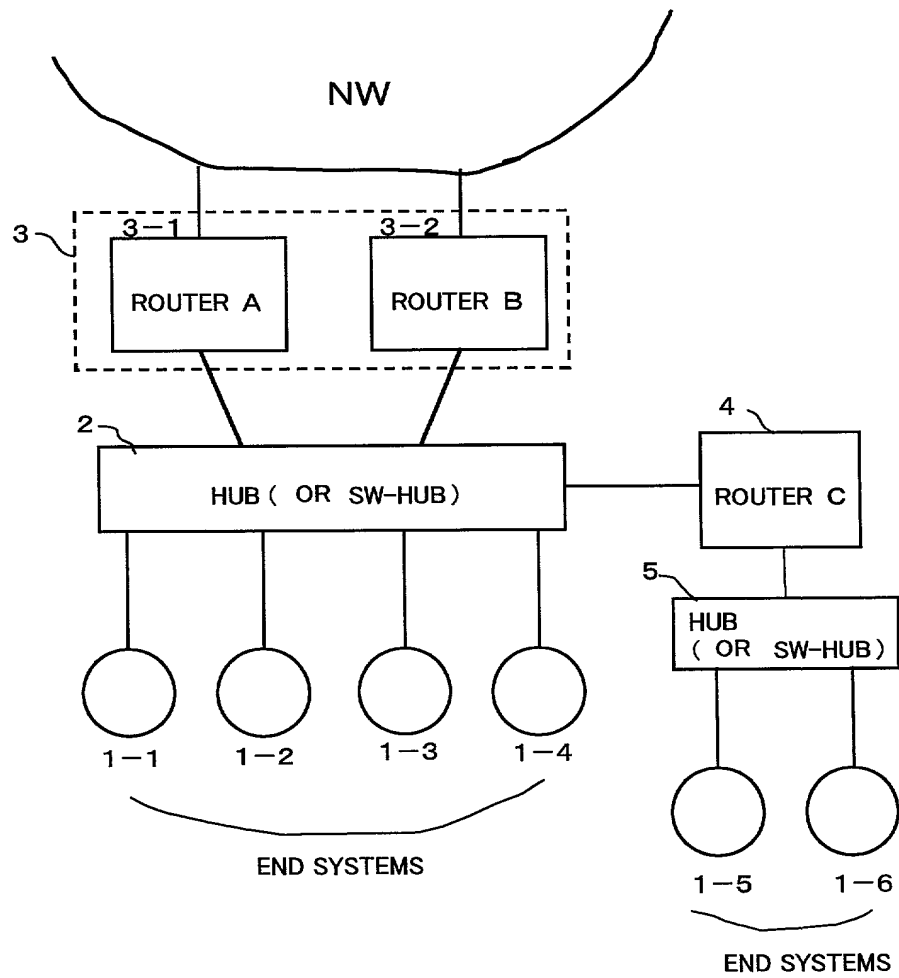 NW
3
3-1
3-2
ROUTER A
ROUTER B
2
4
HUB ( OR SW-HUB)
ROUTER C
5
HUB
( OR SW-HUB)
1-1
1-2
1-3
1-4
END SYSTEMS
1-5
1-6
END SYSTEMS